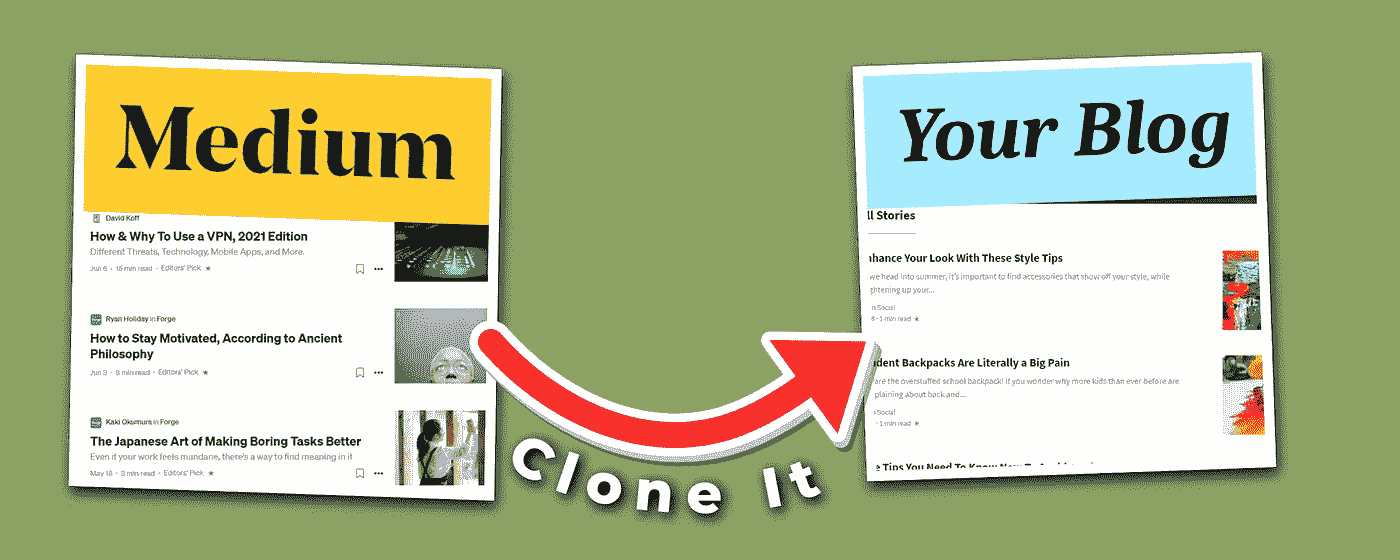 Medium
David Koff
How & Why To Use a VPN, 2021 Edition
Different Threats, Technology, Mobile Apps, and More.
Jun 6 · 15 min read · Editors' Pick ★
Ryan Holiday in Forge
How to Stay Motivated, According to Ancient
Philosophy
Jun 3 · 8 min read · Editors' Pick ★
Kaki Okumura in Forge
The Japanese Art of Making Boring Tasks Better
Even if your work feels mundane, there's a way to find meaning in it
May 18 · 3 min read · Editors' Pick ★
Clone It
Your Blog
ll Stories
nhance Your Look With These Style Tips
we head into summer, it's important to find accessories that show off your style, while
ghtening up your...
n Social
8 · 1 min read ★
dent Backpacks Are Literally a Big Pain
are the overstuffed school backpack! If you wonder why more kids than ever before are
plaining about back and...
Social
1 min read ★
e Tips You Need To Know